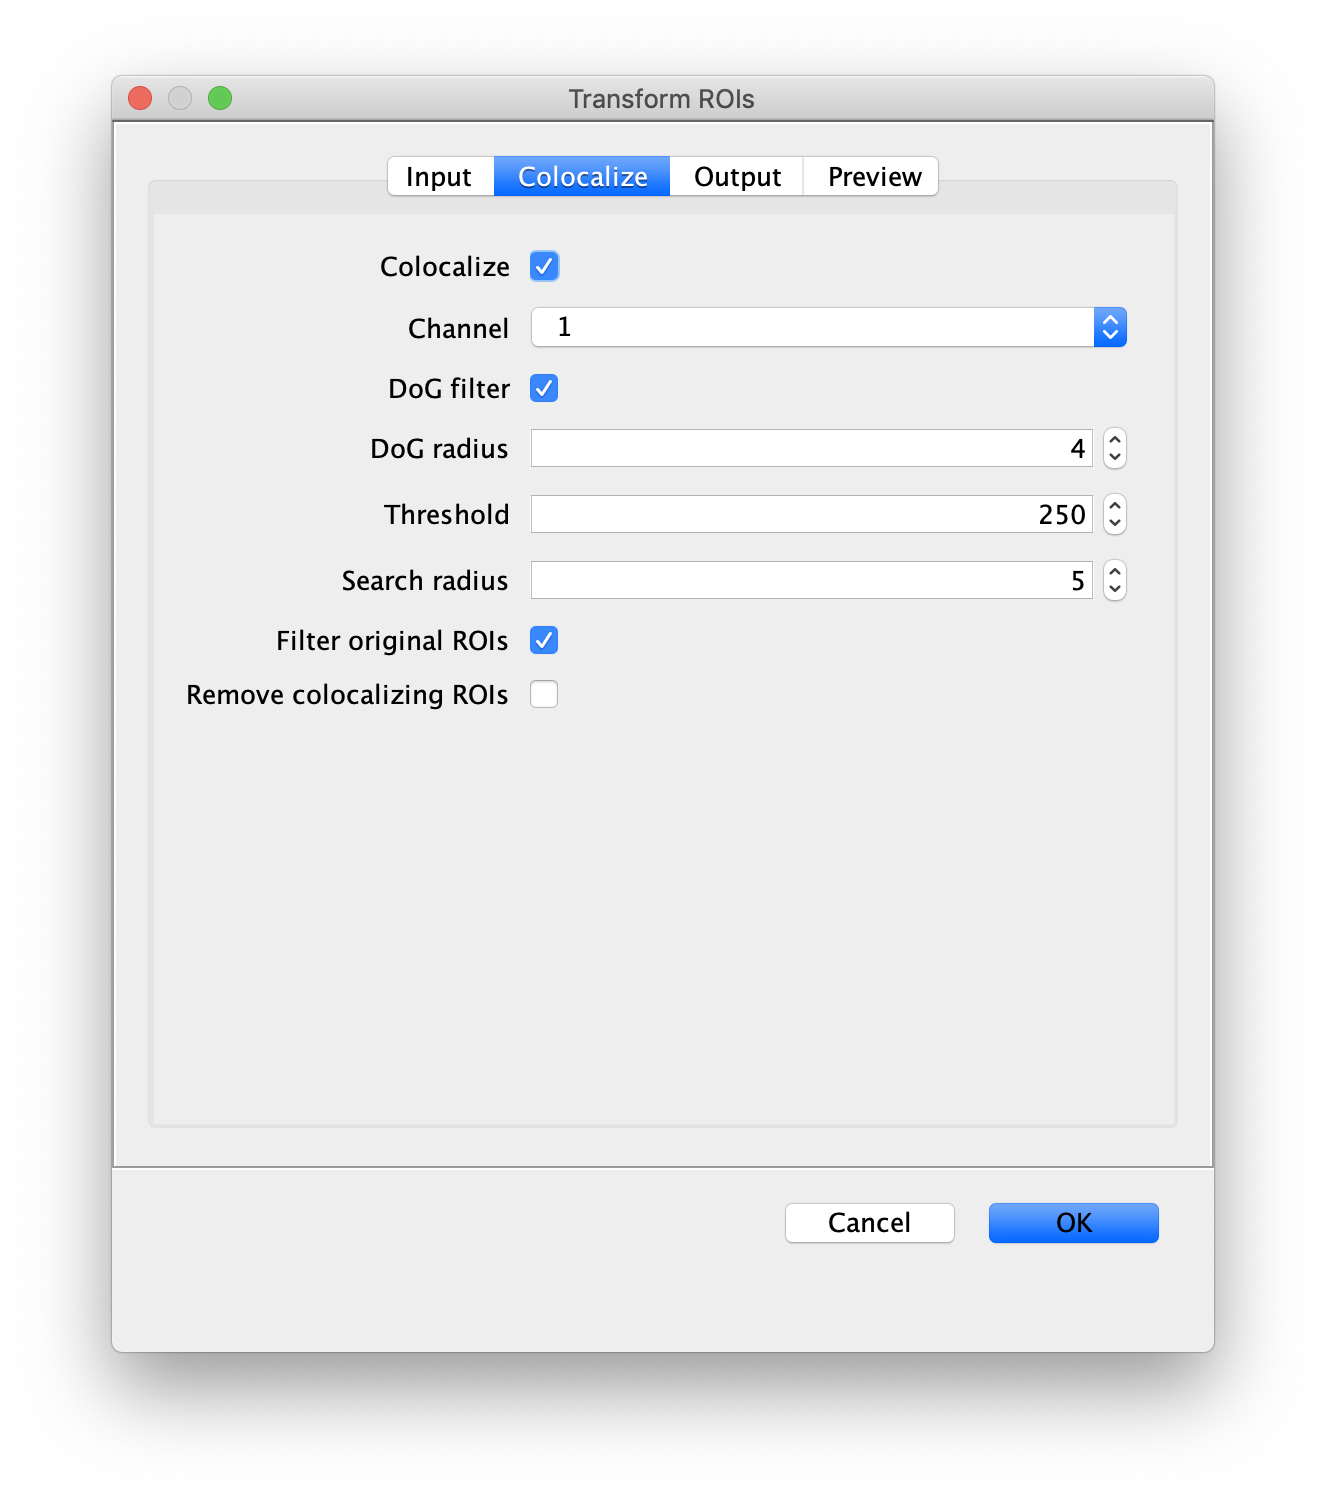 Transform ROIs
Input Colocalize Output Preview
Colocalize
Channel 1
DoG filter
DoG radius 4
Threshold 250
Search radius 5
Filter original ROIs
Remove colocalizing ROIs
Cancel OK